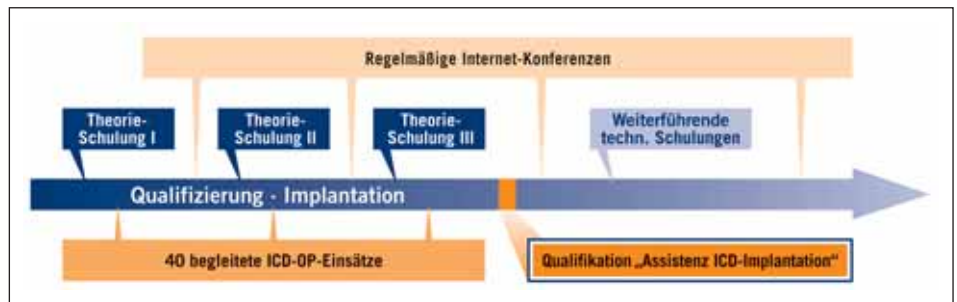 Regelmäßige Internet-Konferenzen
Theorie-
Schulung I
Theorie-
Schulung II
Theorie-
Schulung III
Weiterführende
techn. Schulungen
Qualifizierung - Implantation
40 begleitete ICD-OP-Einsätze
Qualifikation „Assistenz ICD-Implantation“